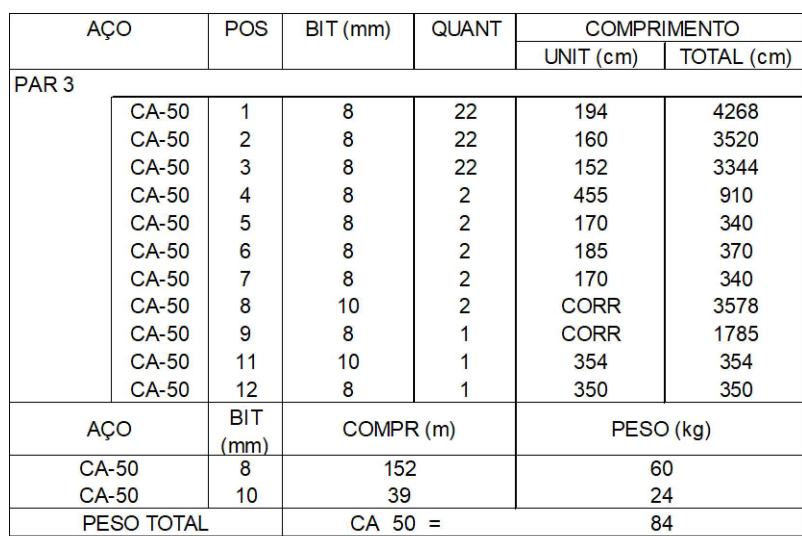 AÇO POS BIT (mm) QUANT COMPRIMENTO
UNIT (cm) TOTAL (cm)
PAR 3
CA-50 1 8 22 194 4268
CA-50 2 8 22 160 3520
CA-50 3 8 22 152 3344
CA-50 4 8 2 455 910
CA-50 5 8 2 170 340
CA-50 6 8 2 185 370
CA-50 7 8 2 170 340
CA-50 8 10 2 CORR 3578
CA-50 9 8 1 CORR 1785
CA-50 11 10 1 354 354
CA-50 12 8 1 350 350
AÇO BIT (mm) COMPR (m) PESO (kg)
CA-50 8 152 60
CA-50 10 39 24
PESO TOTAL CA 50 = 84